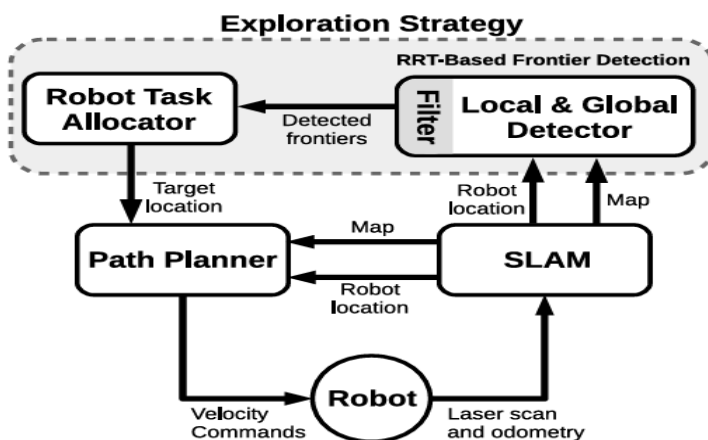 Exploration Strategy
RRT-Based Frontier Detection
Robot Task
Allocator
Detected
frontiers
Filter
Local & Global
Detector
Target
location
Robot
location
Map
Path Planner
Map
Robot
location
SLAM
Velocity
Commands
Robot
Laser scan
and odometry